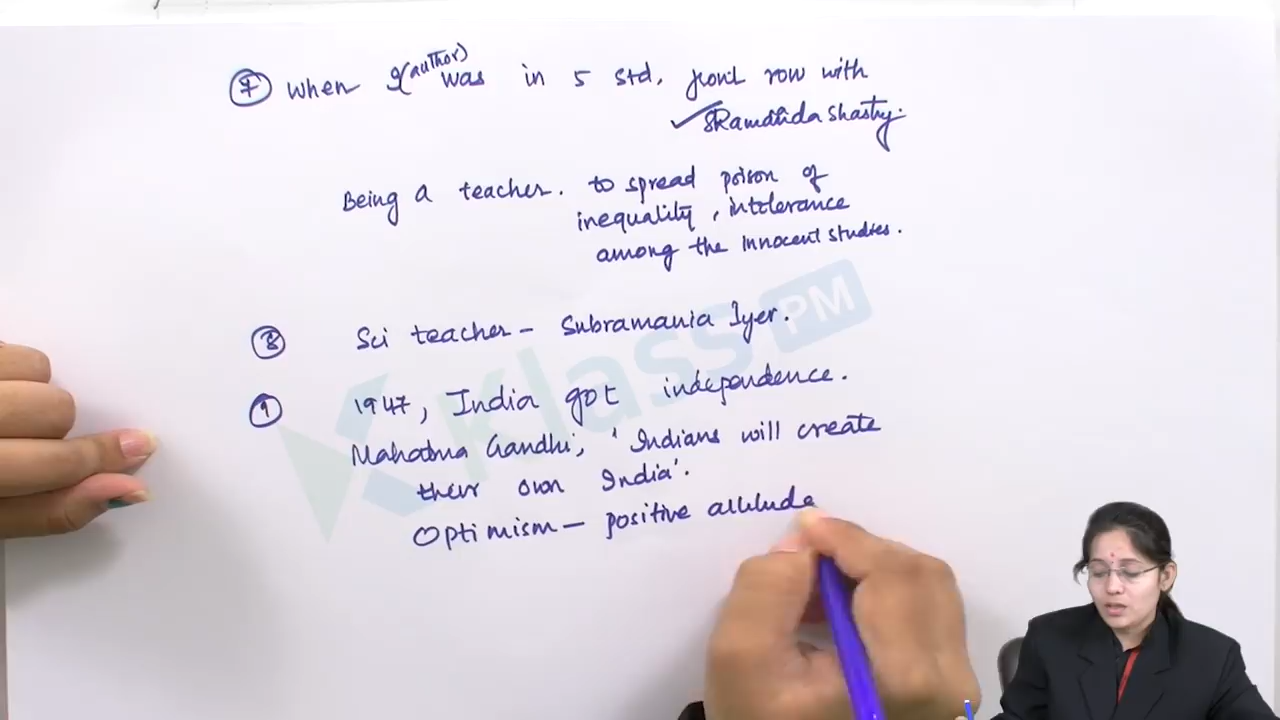 7 When I (author) was in 5 std, front row with
Ramanada Shastry.
Being a teacher. to spread poison of
inequality, intolerance
among the innocent studies.
8 Sci teacher - Subramania Iyer.
9 1947, India got independence.
Mahatma Gandhi, 'Indians will create
their own India'.
Optimism - positive attitude
Klass PM